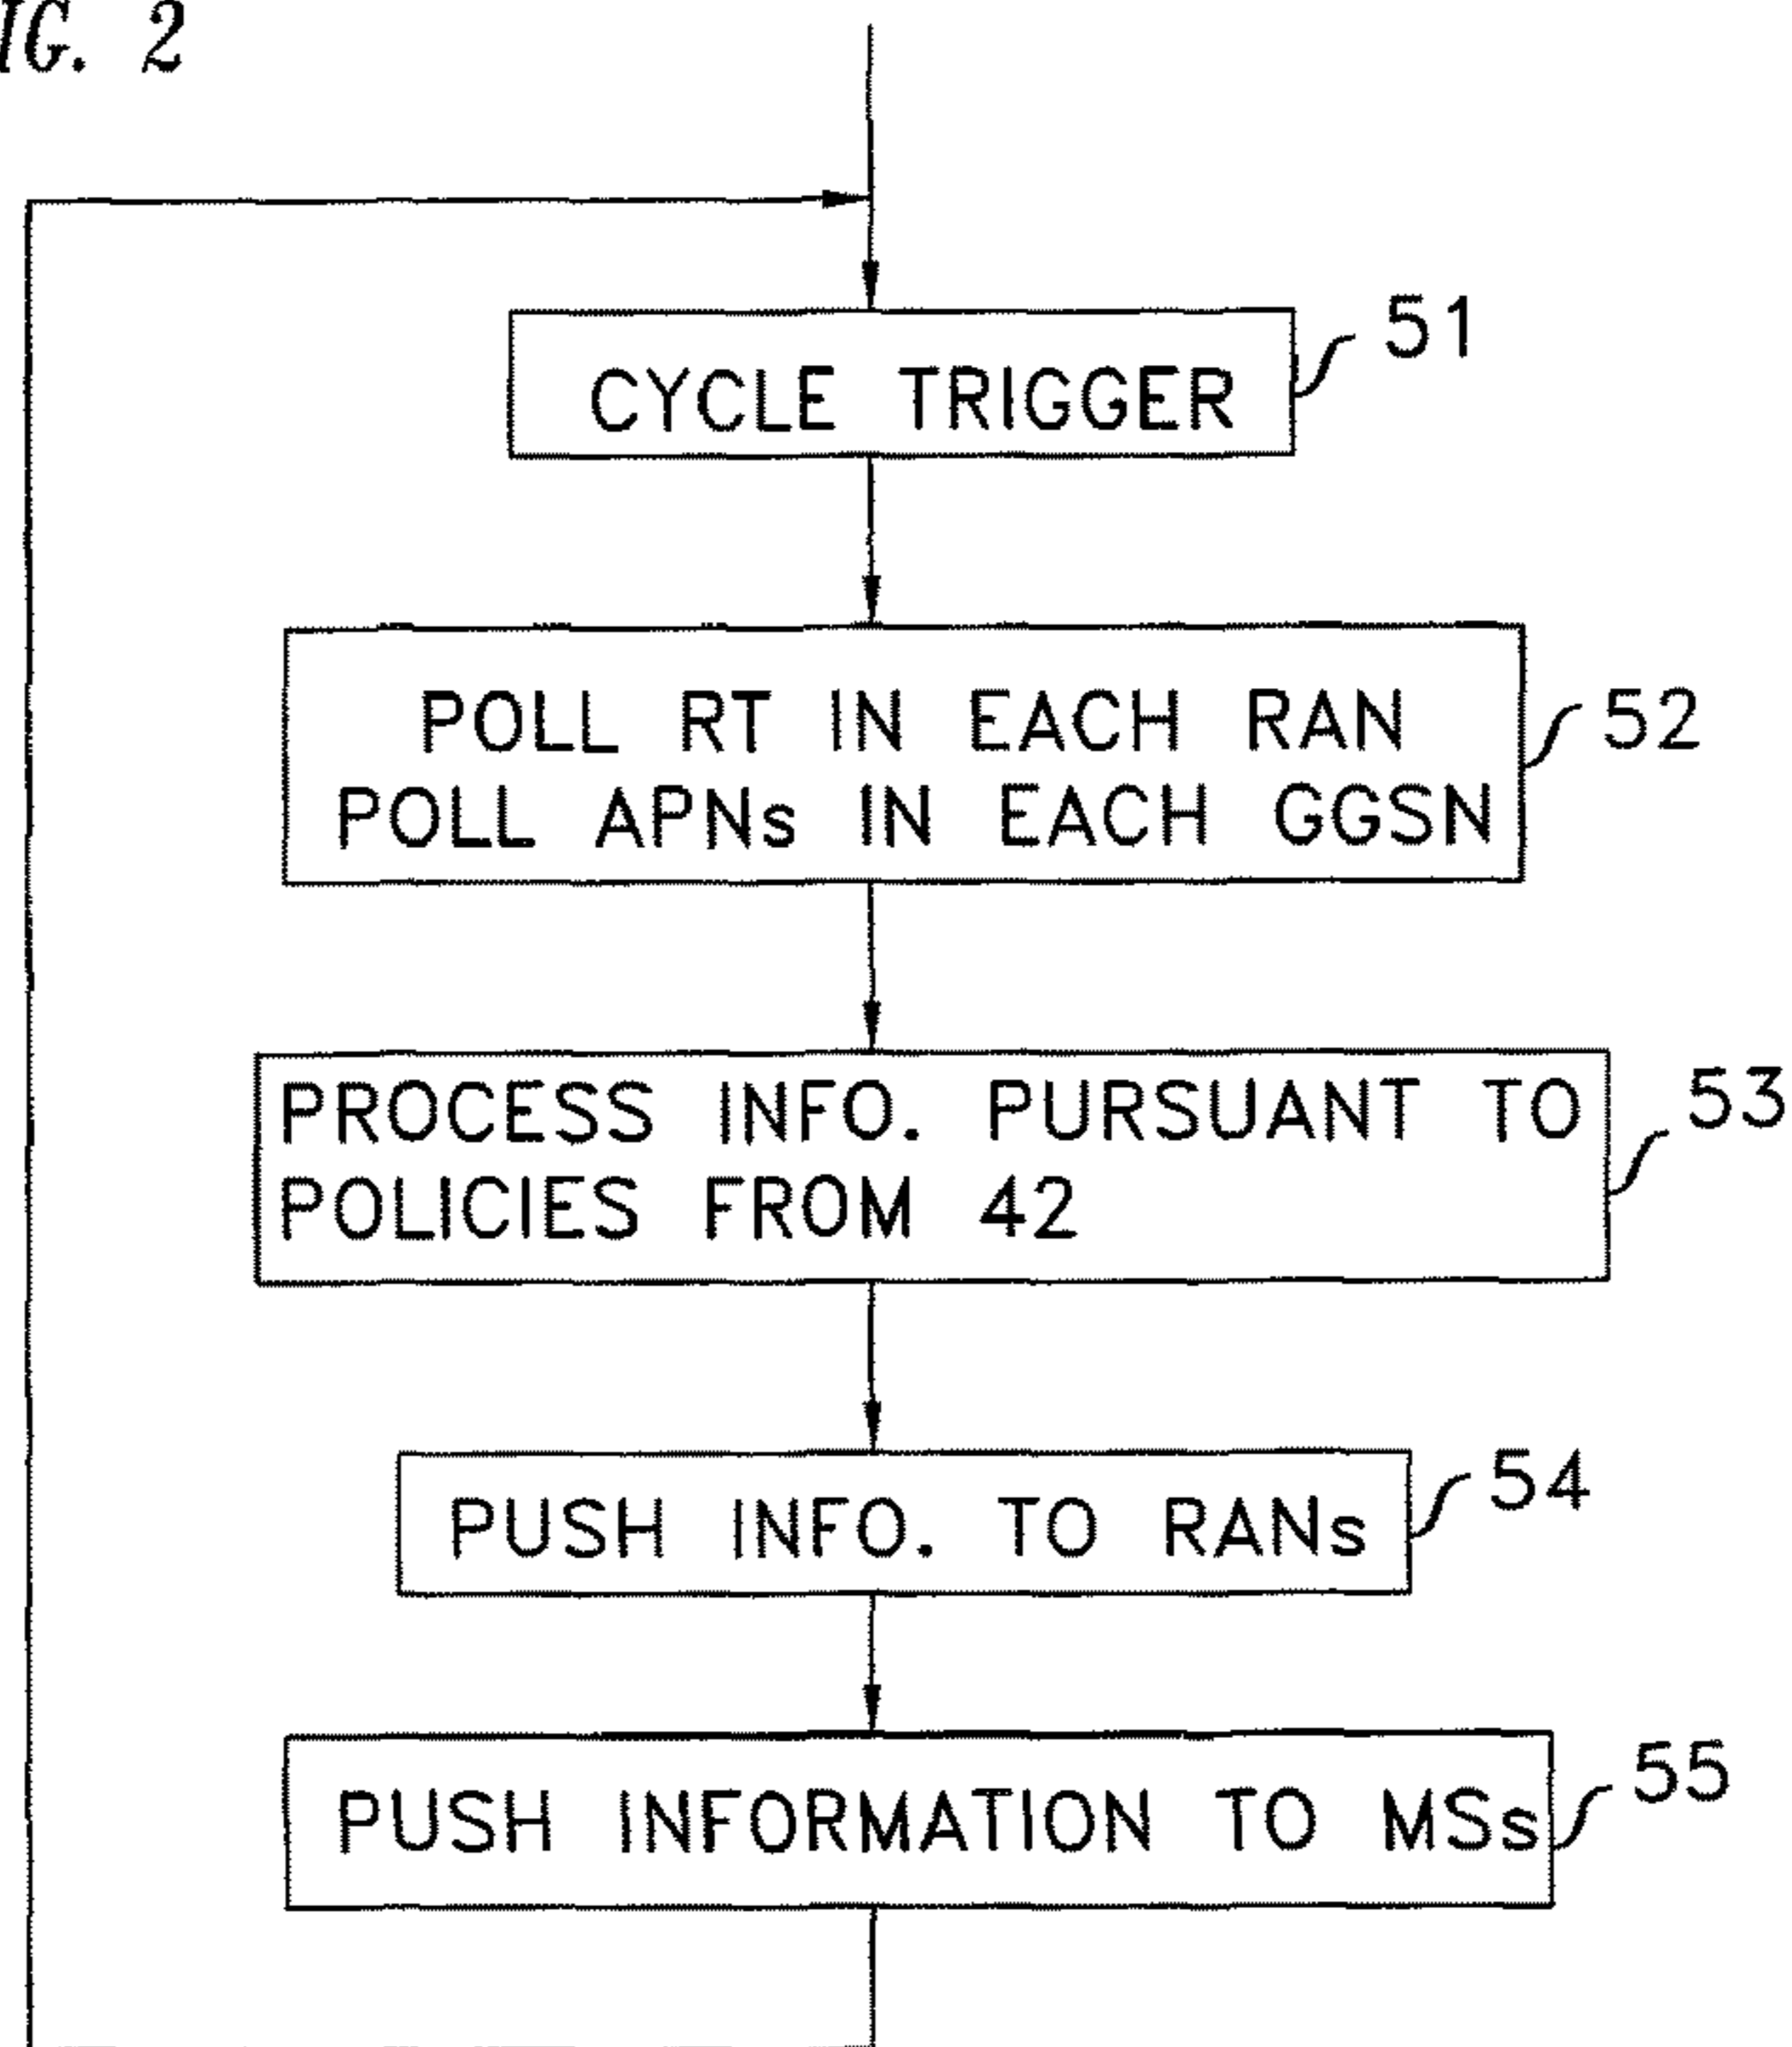 IG. 2
CYCLE TRIGGER
51
POLL RT IN EACH RAN
POLL APNs IN EACH GGSN
52
PROCESS INFO. PURSUANT TO
POLICIES FROM 42
53
PUSH INFO. TO RANs
54
PUSH INFORMATION TO MSs
55